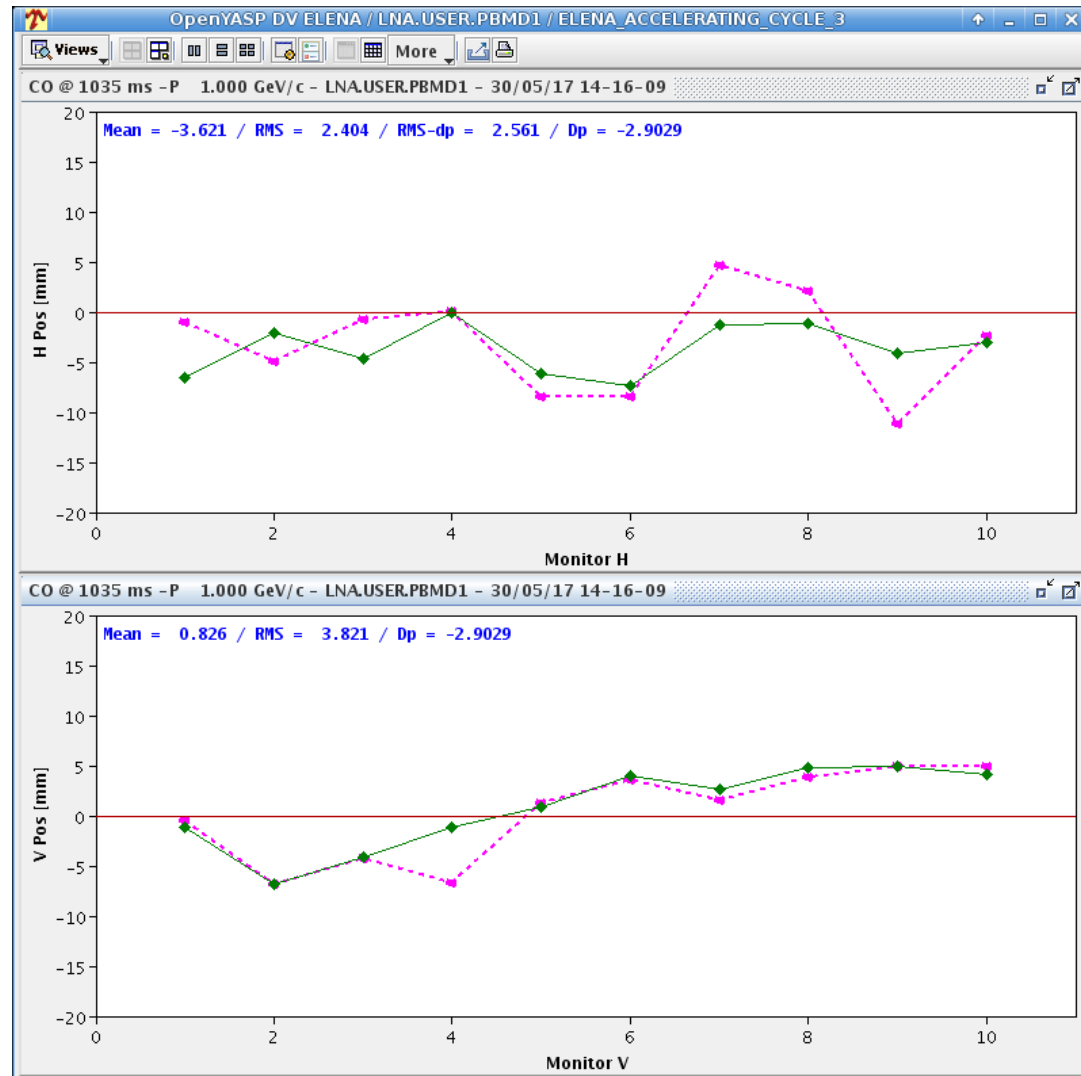 OpenYASP DV ELENA / LNA.USER.PBMD1 / ELENA_ACCELERATING_CYCLE_3
Views More
CO @ 1035 ms -P 1.000 GeV/c - LNA.USER.PBMD1 - 30/05/17 14-16-09
Mean = -3.621 / RMS = 2.404 / RMS-dp = 2.561 / Dp = -2.9029
H Pos [mm]
20
15
10
5
0
-5
-10
-15
-20
0 2 4 6 8 10
Monitor H
CO @ 1035 ms -P 1.000 GeV/c - LNA.USER.PBMD1 - 30/05/17 14-16-09
Mean = 0.826 / RMS = 3.821 / Dp = -2.9029
V Pos [mm]
20
15
10
5
0
-5
-10
-15
-20
0 2 4 6 8 10
Monitor V